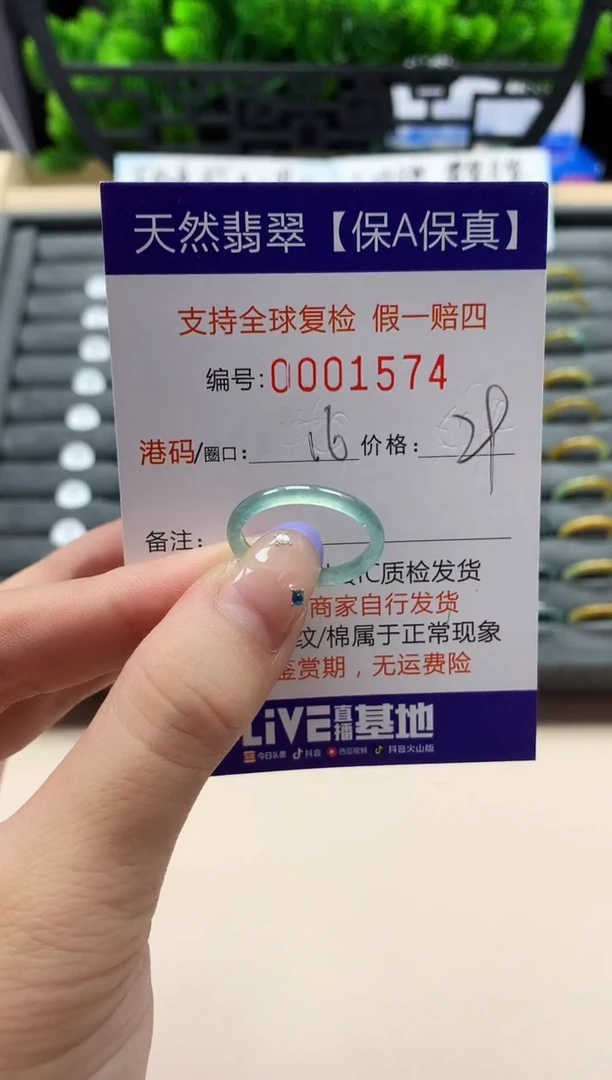 天然翡翠【保A保真】
支持全球复检 假一赔四
编号:0001574
港码/圈口: 16 价格: 28
备注:
IC质检发货
商家自行发货
纹/棉属于正常现象
鉴赏期，无运费险
LiVE直播基地
今日头条 抖音 西瓜视频 抖音火山版